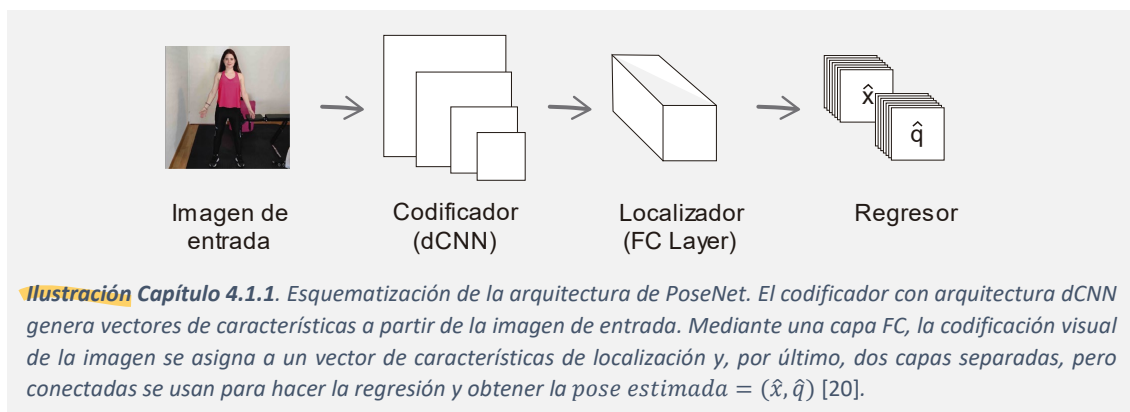 x̂
q̂
Imagen de entrada
Codificador (dCNN)
Localizador (FC Layer)
Regresor
Ilustración Capítulo 4.1.1. Esquematización de la arquitectura de PoseNet. El codificador con arquitectura dCNN
genera vectores de características a partir de la imagen de entrada. Mediante una capa FC, la codificación visual
de la imagen se asigna a un vector de características de localización y, por último, dos capas separadas, pero
conectadas se usan para hacer la regresión y obtener la pose estimada = (x̂, q̂) [20].